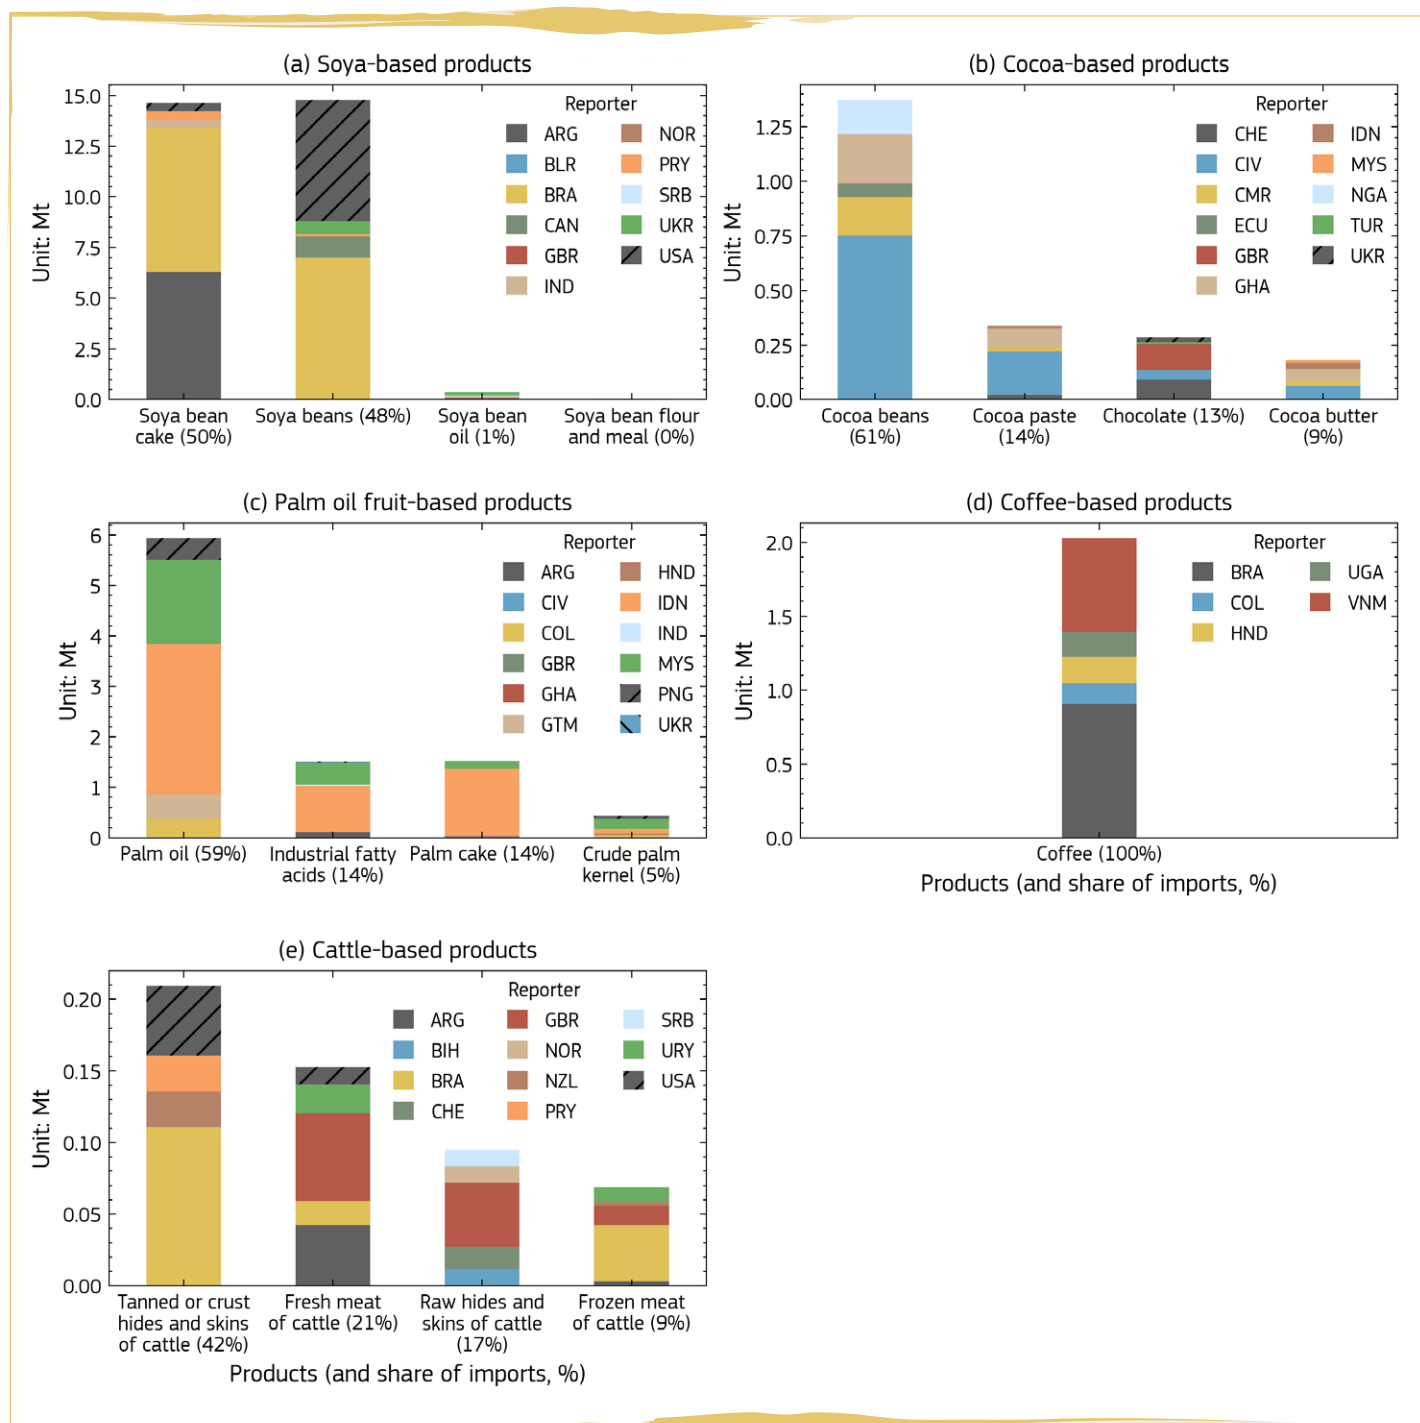 (a) Soya-based products
Unit: Mt
15.0
12.5
10.0
7.5
5.0
2.5
0.0
Reporter
ARG
BLR
BRA
CAN
GBR
IND
NOR
PRY
SRB
UKR
USA
Soya bean
cake (50%)
Soya beans (48%)
Soya bean
oil (1%)
Soya bean flour
and meal (0%)
(b) Cocoa-based products
Unit: Mt
1.25
1.00
0.75
0.50
0.25
0.00
Reporter
CHE
CIV
CMR
ECU
GBR
GHA
IDN
MYS
NGA
TUR
UKR
Cocoa beans
(61%)
Cocoa paste
(14%)
Chocolate (13%)
Cocoa butter
(9%)
(c) Palm oil fruit-based products
Unit: Mt
6
5
4
3
2
1
0
Reporter
ARG
CIV
COL
GBR
GHA
GTM
HND
IDN
IND
MYS
PNG
UKR
Palm oil (59%)
Industrial fatty
acids (14%)
Palm cake (14%)
Crude palm
kernel (5%)
(d) Coffee-based products
Unit: Mt
2.0
1.5
1.0
0.5
0.0
Reporter
BRA
COL
HND
UGA
VNM
Coffee (100%)
Products (and share of imports, %)
(e) Cattle-based products
Unit: Mt
0.20
0.15
0.10
0.05
0.00
Reporter
ARG
BIH
BRA
CHE
GBR
NOR
NZL
PRY
SRB
URY
USA
Tanned or crust
hides and skins
of cattle (42%)
Fresh meat
of cattle (21%)
Raw hides and
skins of cattle
(17%)
Frozen meat
of cattle (9%)
Products (and share of imports, %)